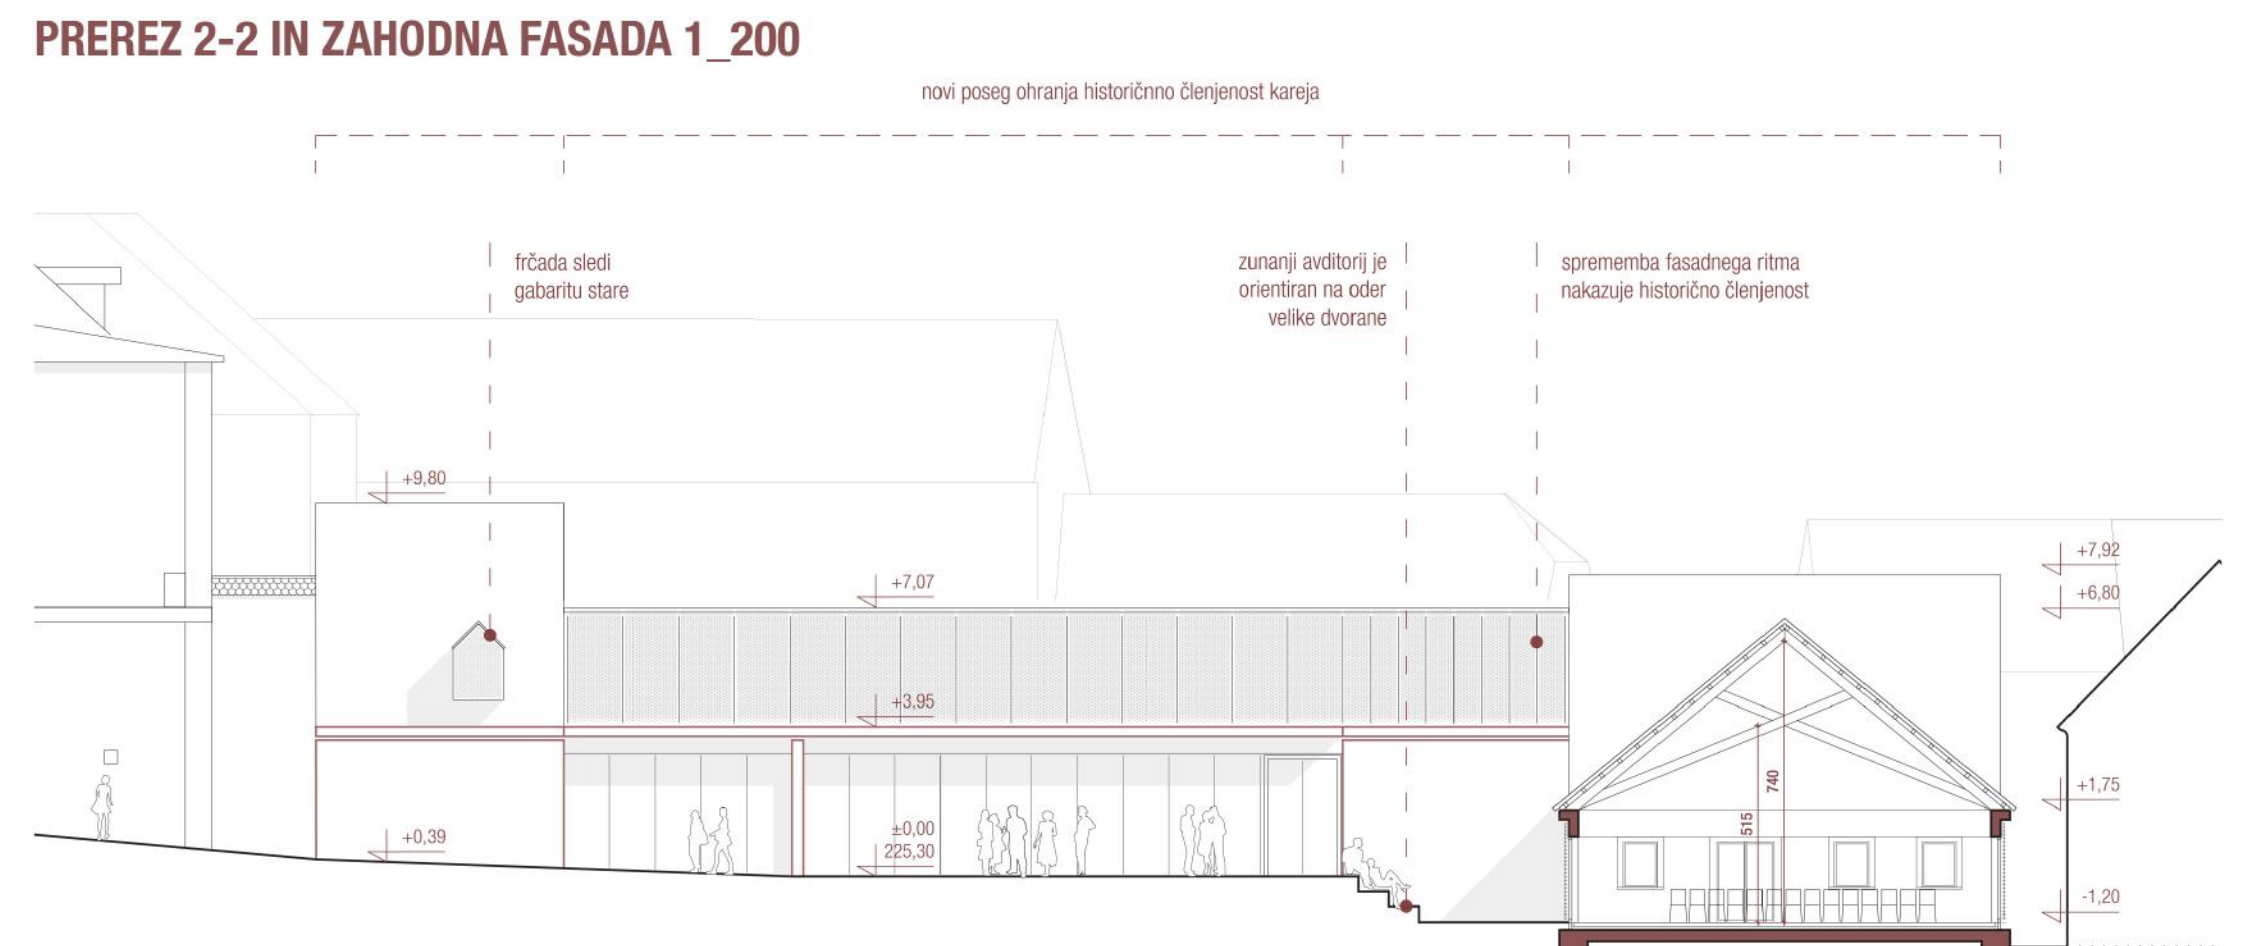 PREREZ 2-2 IN ZAHODNA FASADA 1_200
novi poseg ohranja historičnno členjenost kareja
frčada sledi
gabaritu stare
zunanji avditorij je
orientiran na oder
velike dvorane
sprememba fasadnega ritma
nakazuje historično členjenost
+9,80
+7,07
+7,92
+6,80
+3,95
+1,75
740
515
+0,39
±0,00
225,30
-1,20